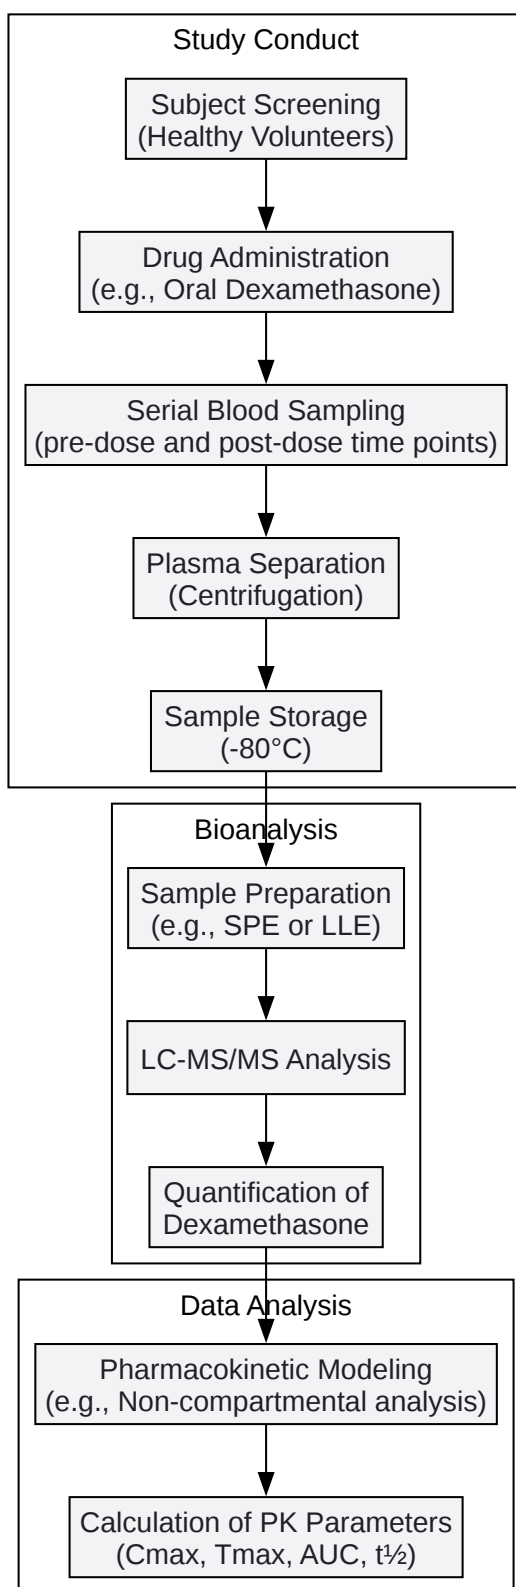 Study Conduct
Subject Screening
(Healthy Volunteers)
Drug Administration
(e.g., Oral Dexamethasone)
Serial Blood Sampling
(pre-dose and post-dose time points)
Plasma Separation
(Centrifugation)
Sample Storage
(-80°C)
Bioanalysis
Sample Preparation
(e.g., SPE or LLE)
LC-MS/MS Analysis
Quantification of
Dexamethasone
Data Analysis
Pharmacokinetic Modeling
(e.g., Non-compartmental analysis)
Calculation of PK Parameters
(Cmax, Tmax, AUC, t½)